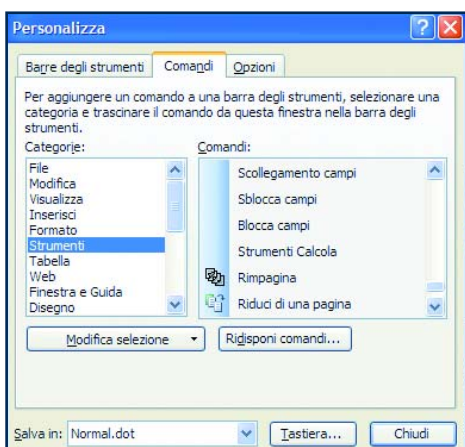 Personalizza
Barre degli strumenti Comandi Opzioni
Per aggiungere un comando a una barra degli strumenti, selezionare una
categoria e trascinare il comando da questa finestra nella barra degli
strumenti.
Categorie: Comandi:
File
Modifica
Visualizza
Inserisci
Formato
Strumenti
Tabella
Web
Finestra e Guida
Disegno
Scollegamento campi
Sblocca campi
Blocca campi
Strumenti Calcola
Rimpagina
Riduci di una pagina
Modifica selezione Ridisponi comandi...
Salva in: Normal.dot Tastiera... Chiudi